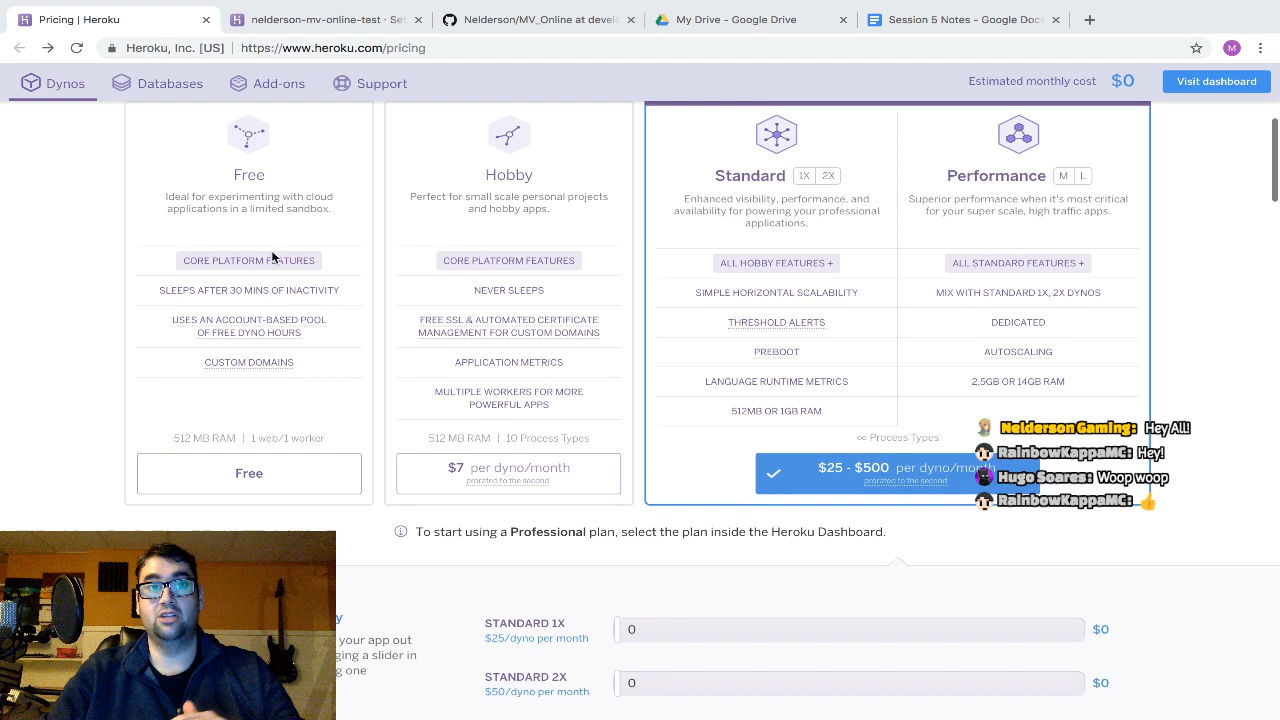 Pricing | Heroku
nelderson-mv-online-test · Se
Nelderson/MV_Online at develo
My Drive - Google Drive
Session 5 Notes - Google Docs
Heroku, Inc. [US] | https://www.heroku.com/pricing
M
Dynos
Databases
Add-ons
Support
Estimated monthly cost $0
Visit dashboard
Free
Ideal for experimenting with cloud
applications in a limited sandbox.
CORE PLATFORM FEATURES
SLEEPS AFTER 30 MINS OF INACTIVITY
USES AN ACCOUNT-BASED POOL
OF FREE DYNO HOURS
CUSTOM DOMAINS
512 MB RAM | 1 web/1 worker
Free
Hobby
Perfect for small scale personal projects
and hobby apps.
CORE PLATFORM FEATURES
NEVER SLEEPS
FREE SSL & AUTOMATED CERTIFICATE
MANAGEMENT FOR CUSTOM DOMAINS
APPLICATION METRICS
MULTIPLE WORKERS FOR MORE
POWERFUL APPS
512 MB RAM | 10 Process Types
$7 per dyno/month
prorated to the second
Standard 1X 2X
Enhanced visibility, performance, and
availability for powering your professional
applications.
ALL HOBBY FEATURES +
SIMPLE HORIZONTAL SCALABILITY
THRESHOLD ALERTS
PREBOOT
LANGUAGE RUNTIME METRICS
512MB OR 1GB RAM
Performance M L
Superior performance when it's most critical
for your super scale, high traffic apps.
ALL STANDARD FEATURES +
MIX WITH STANDARD 1X, 2X DYNOS
DEDICATED
AUTOSCALING
2.5GB OR 14GB RAM
∞ Process Types
$25 - $500 per dyno/month
prorated to the second
Nelderson Gaming: Hey All!
RainbowKappaMC: Hey!
Hugo Soares: Woop woop
RainbowKappaMC: 👍
To start using a Professional plan, select the plan inside the Heroku Dashboard.
y
your app out
ging a slider in
ng one
STANDARD 1X
$25/dyno per month
0
$0
STANDARD 2X
$50/dyno per month
0
$0